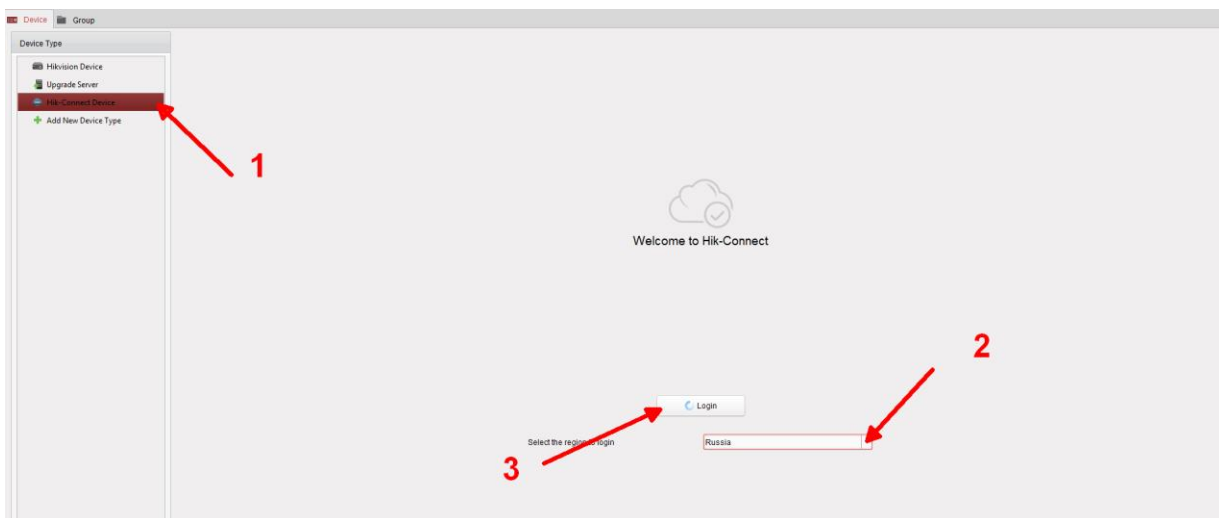 Device Group
Device Type
Hikvision Device
Upgrade Server
Hik-Connect Device
Add New Device Type
1
Welcome to Hik-Connect
2
Login
Select the region to login
Russia
3